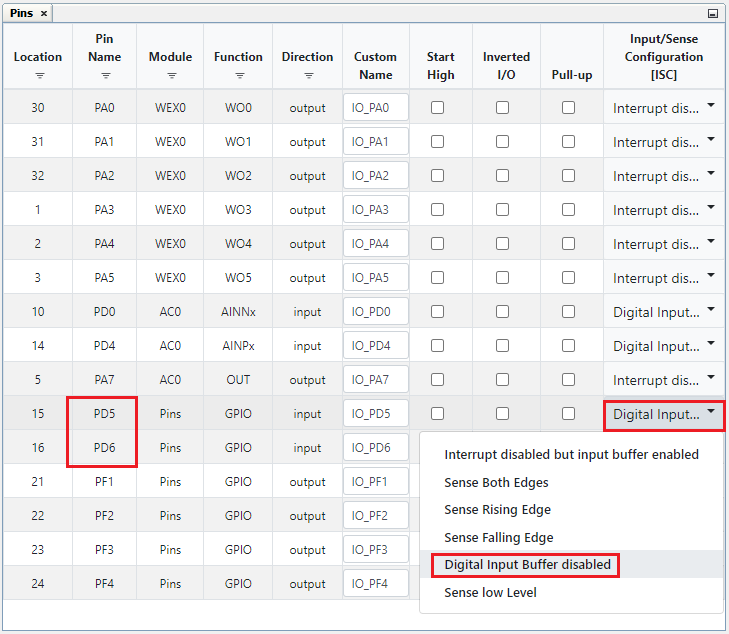 Pins ×
Location Pin Name Module Function Direction Custom Name Start High Inverted I/O Pull-up Input/Sense Configuration [ISC]
30 PA0 WEX0 WO0 output IO_PA0 Interrupt dis...
31 PA1 WEX0 WO1 output IO_PA1 Interrupt dis...
32 PA2 WEX0 WO2 output IO_PA2 Interrupt dis...
1 PA3 WEX0 WO3 output IO_PA3 Interrupt dis...
2 PA4 WEX0 WO4 output IO_PA4 Interrupt dis...
3 PA5 WEX0 WO5 output IO_PA5 Interrupt dis...
10 PD0 AC0 AINNx input IO_PD0 Digital Input...
14 PD4 AC0 AINPx input IO_PD4 Digital Input...
5 PA7 AC0 OUT output IO_PA7 Interrupt dis...
15 PD5 Pins GPIO input IO_PD5 Digital Input...
16 PD6 Pins GPIO input IO_PD6
21 PF1 Pins GPIO output IO_PF1
22 PF2 Pins GPIO output IO_PF2
23 PF3 Pins GPIO output IO_PF3
24 PF4 Pins GPIO output IO_PF4
Interrupt disabled but input buffer enabled
Sense Both Edges
Sense Rising Edge
Sense Falling Edge
Digital Input Buffer disabled
Sense low Level